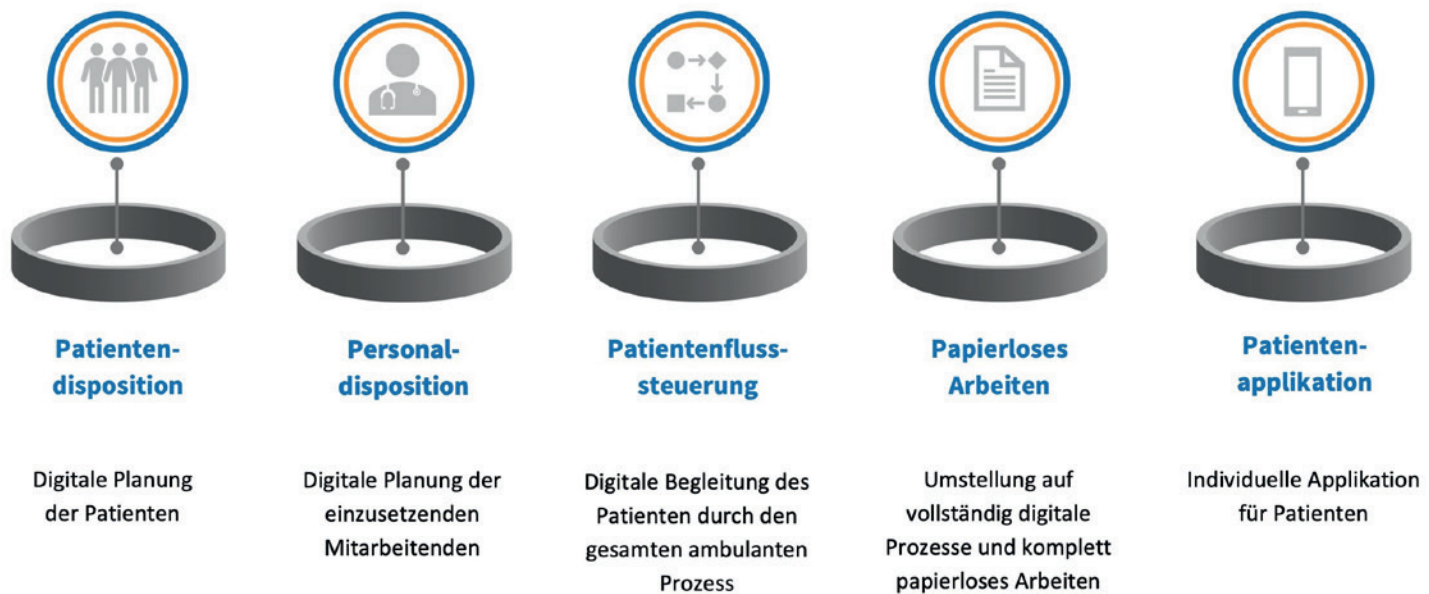 Patienten-
disposition
Digitale Planung
der Patienten
Personal-
disposition
Digitale Planung der
einzusetzenden
Mitarbeitenden
Patientenfluss-
steuerung
Digitale Begleitung des
Patienten durch den
gesamten ambulanten
Prozess
Papierloses
Arbeiten
Umstellung auf
vollständig digitale
Prozesse und komplett
papierloses Arbeiten
Patienten-
applikation
Individuelle Applikation
für Patienten